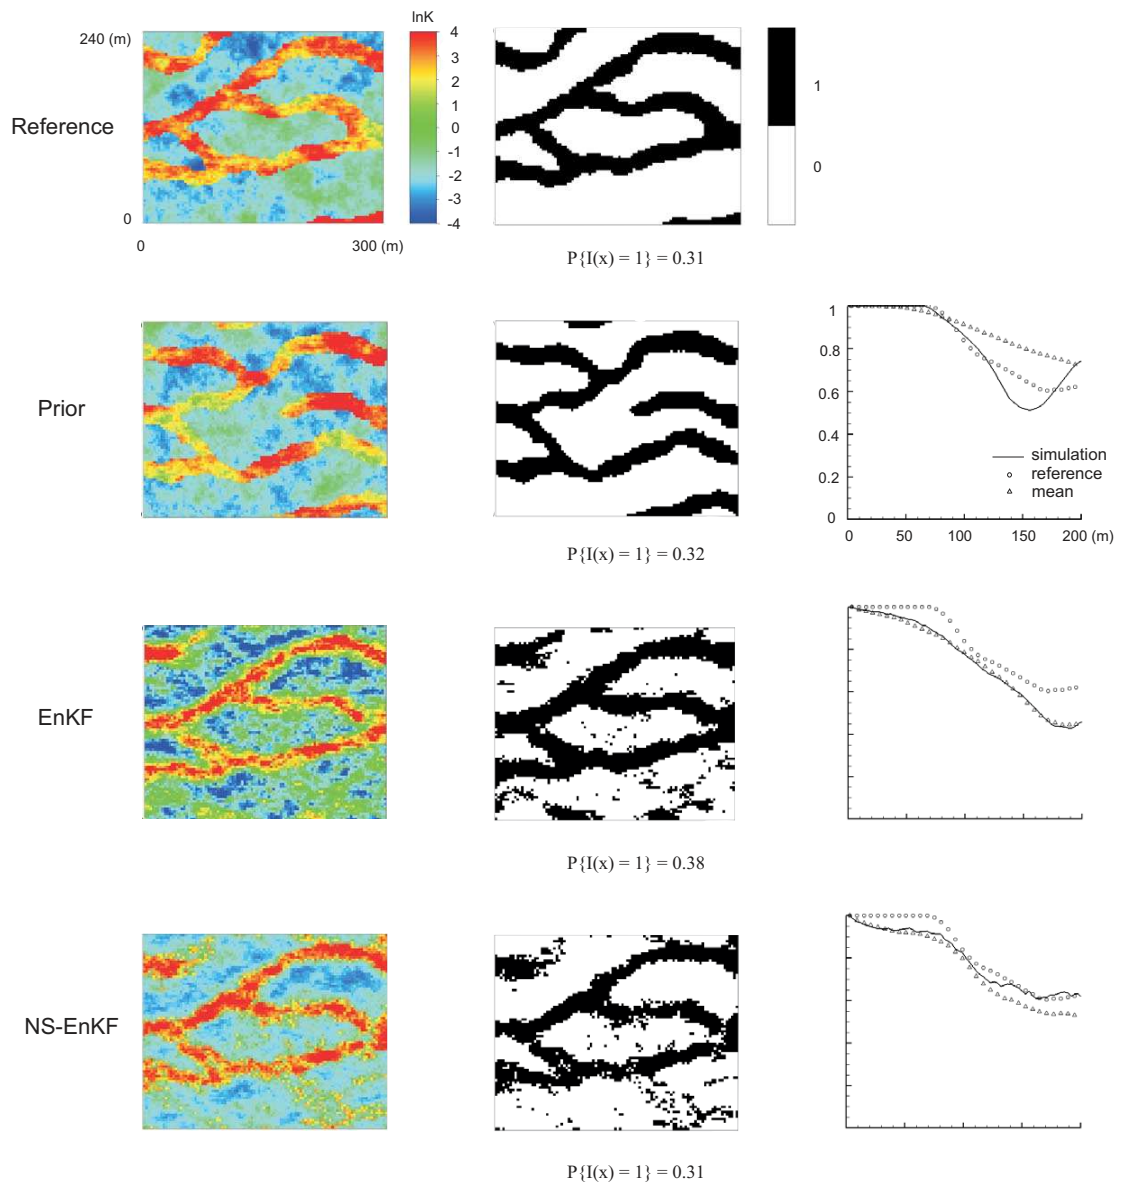 lnK
240 (m)
4
3
2
1
0
-1
-2
-3
-4
Reference
0
0
300 (m)
1
0
P{I(x) = 1} = 0.31
Prior
1
0.8
0.6
0.4
0.2
0
simulation
reference
mean
0
50
100
150
200 (m)
P{I(x) = 1} = 0.32
EnKF
P{I(x) = 1} = 0.38
NS-EnKF
P{I(x) = 1} = 0.31